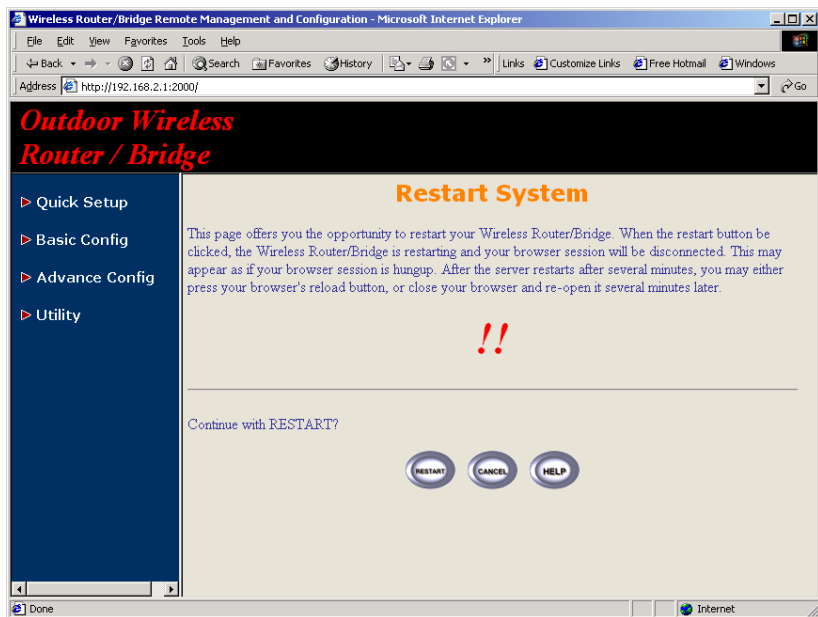 Wireless Router/Bridge Remote Management and Configuration - Microsoft Internet Explorer
File Edit View Favorites Tools Help
Back Search Favorites History » Links Customize Links Free Hotmail Windows
Address http://192.168.2.1:2000/ Go
Outdoor Wireless
Router / Bridge
Quick Setup
Basic Config
Advance Config
Utility
Restart System
This page offers you the opportunity to restart your Wireless Router/Bridge. When the restart button be
clicked, the Wireless Router/Bridge is restarting and your browser session will be disconnected. This may
appear as if your browser session is hungup. After the server restarts after several minutes, you may either
press your browser's reload button, or close your browser and re-open it several minutes later.
!!
Continue with RESTART?
RESTART CANCEL HELP
Done Internet